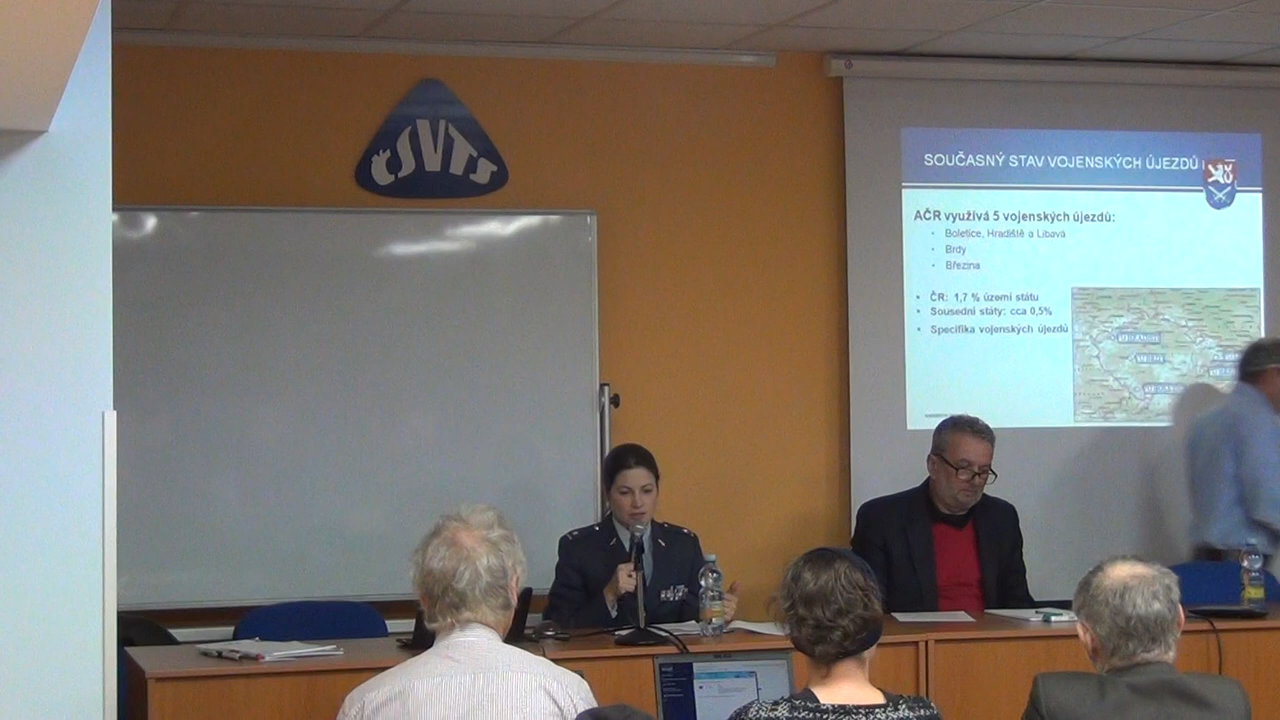 ČSVTS
SOUČASNÝ STAV VOJENSKÝCH ÚJEZDŮ
AČR využívá 5 vojenských újezdů:
• Boletice, Hradiště a Libavá
• Brdy
• Březina
• ČR: 1,7 % území státu
• Sousední státy: cca 0,5%
• Specifika vojenských újezdů